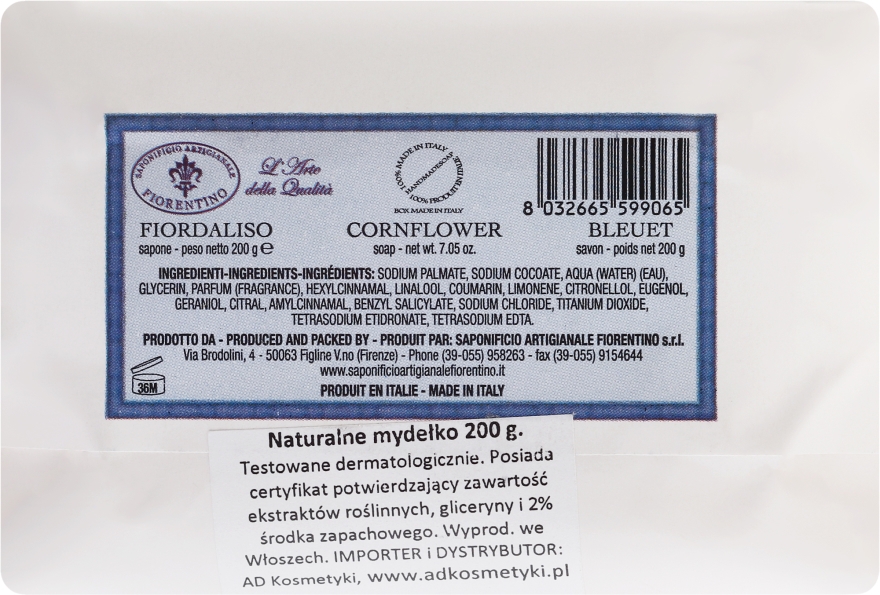 SAPONIFICIO ARTIGIANALE
FIORENTINO
L'Arte
della Qualità
100% MADE IN ITALY
HANDMADE SOAP
100% PRODUIT EN ITALIE
BOX MADE IN ITALY
8 032665 599065
FIORDALISO
sapone - peso netto 200 g ℮
CORNFLOWER
soap - net wt. 7.05 oz.
BLEUET
savon - poids net 200 g
INGREDIENTI-INGREDIENTS-INGRÉDIENTS: SODIUM PALMATE, SODIUM COCOATE, AQUA (WATER) (EAU),
GLYCERIN, PARFUM (FRAGRANCE), HEXYLCINNAMAL, LINALOOL, COUMARIN, LIMONENE, CITRONELLOL, EUGENOL,
GERANIOL, CITRAL, AMYLCINNAMAL, BENZYL SALICYLATE, SODIUM CHLORIDE, TITANIUM DIOXIDE,
TETRASODIUM ETIDRONATE, TETRASODIUM EDTA.
PRODOTTO DA - PRODUCED AND PACKED BY - PRODUIT PAR: SAPONIFICIO ARTIGIANALE FIORENTINO s.r.l.
Via Brodolini, 4 - 50063 Figline V.no (Firenze) - Phone (39-055) 958263 - fax (39-055) 9154644
www.saponificioartigianalefiorentino.it
36M
PRODUIT EN ITALIE - MADE IN ITALY
Naturalne mydełko 200 g.
Testowane dermatologicznie. Posiada
certyfikat potwierdzający zawartość
ekstraktów roślinnych, gliceryny i 2%
środka zapachowego. Wyprod. we
Włoszech. IMPORTER i DYSTRYBUTOR:
AD Kosmetyki, www.adkosmetyki.pl